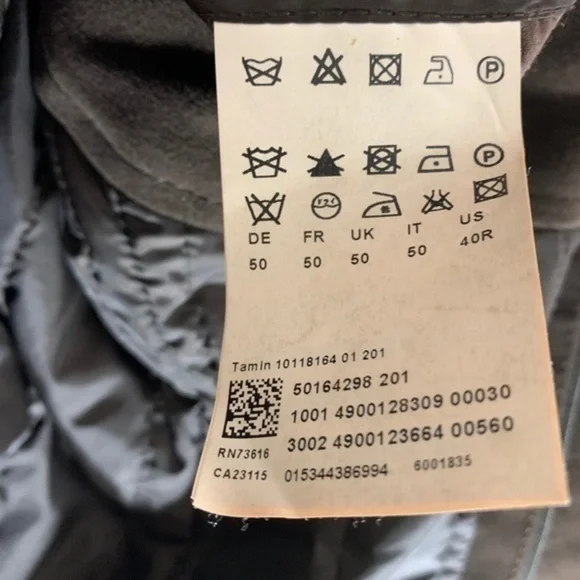 P
P
DE FR UK IT US
50 50 50 50 40R
Tamin 10118164 01 201
50164298 201
1001 4900128309 00030
3002 4900123664 00560
RN73616
CA23115 015344386994 6001835